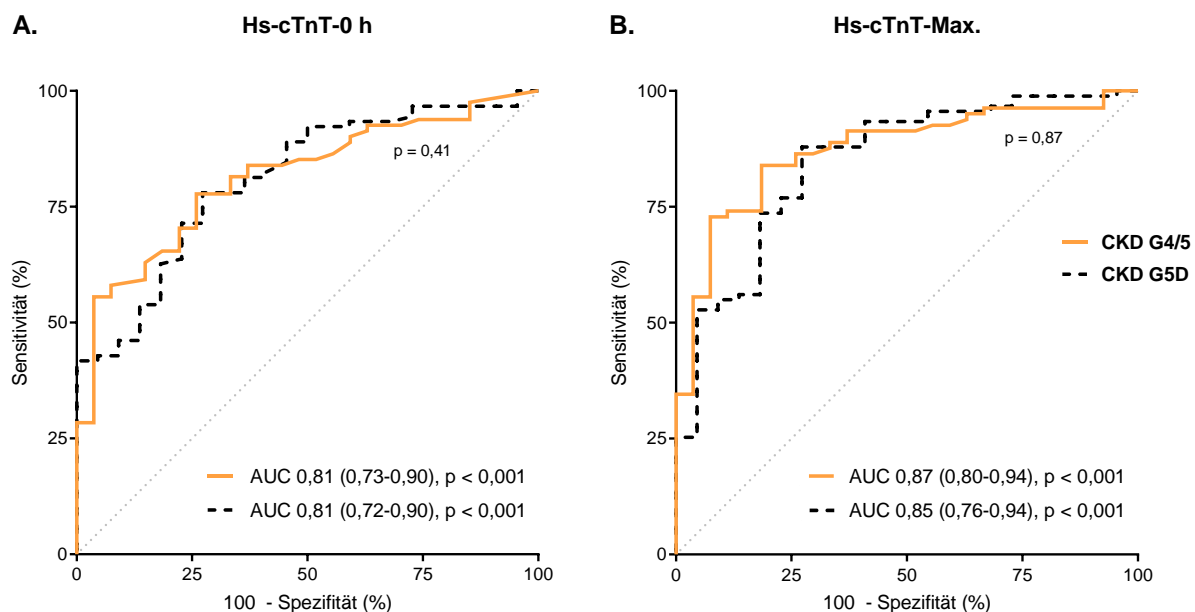 A.
Hs-cTnT-0 h
100
75
50
25
0
Sensitivität (%)
p = 0,41
AUC 0,81 (0,73-0,90), p < 0,001
AUC 0,81 (0,72-0,90), p < 0,001
0
25
50
75
100
100 - Spezifität (%)
B.
Hs-cTnT-Max.
100
75
50
25
0
Sensitivität (%)
p = 0,87
CKD G4/5
CKD G5D
AUC 0,87 (0,80-0,94), p < 0,001
AUC 0,85 (0,76-0,94), p < 0,001
0
25
50
75
100
100 - Spezifität (%)